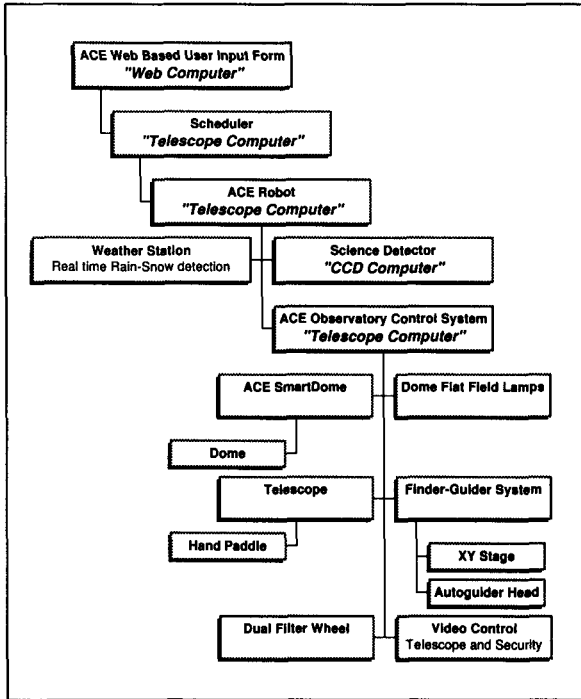 ACE Web Based User Input Form
"Web Computer"
Scheduler
"Telescope Computer"
ACE Robot
"Telescope Computer"
Weather Station
Real time Rain-Snow detection
Science Detector
"CCD Computer"
ACE Observatory Control System
"Telescope Computer"
ACE SmartDome
Dome Flat Field Lamps
Dome
Telescope
Finder-Guider System
Hand Paddle
XY Stage
Autoguider Head
Dual Filter Wheel
Video Control
Telescope and Security